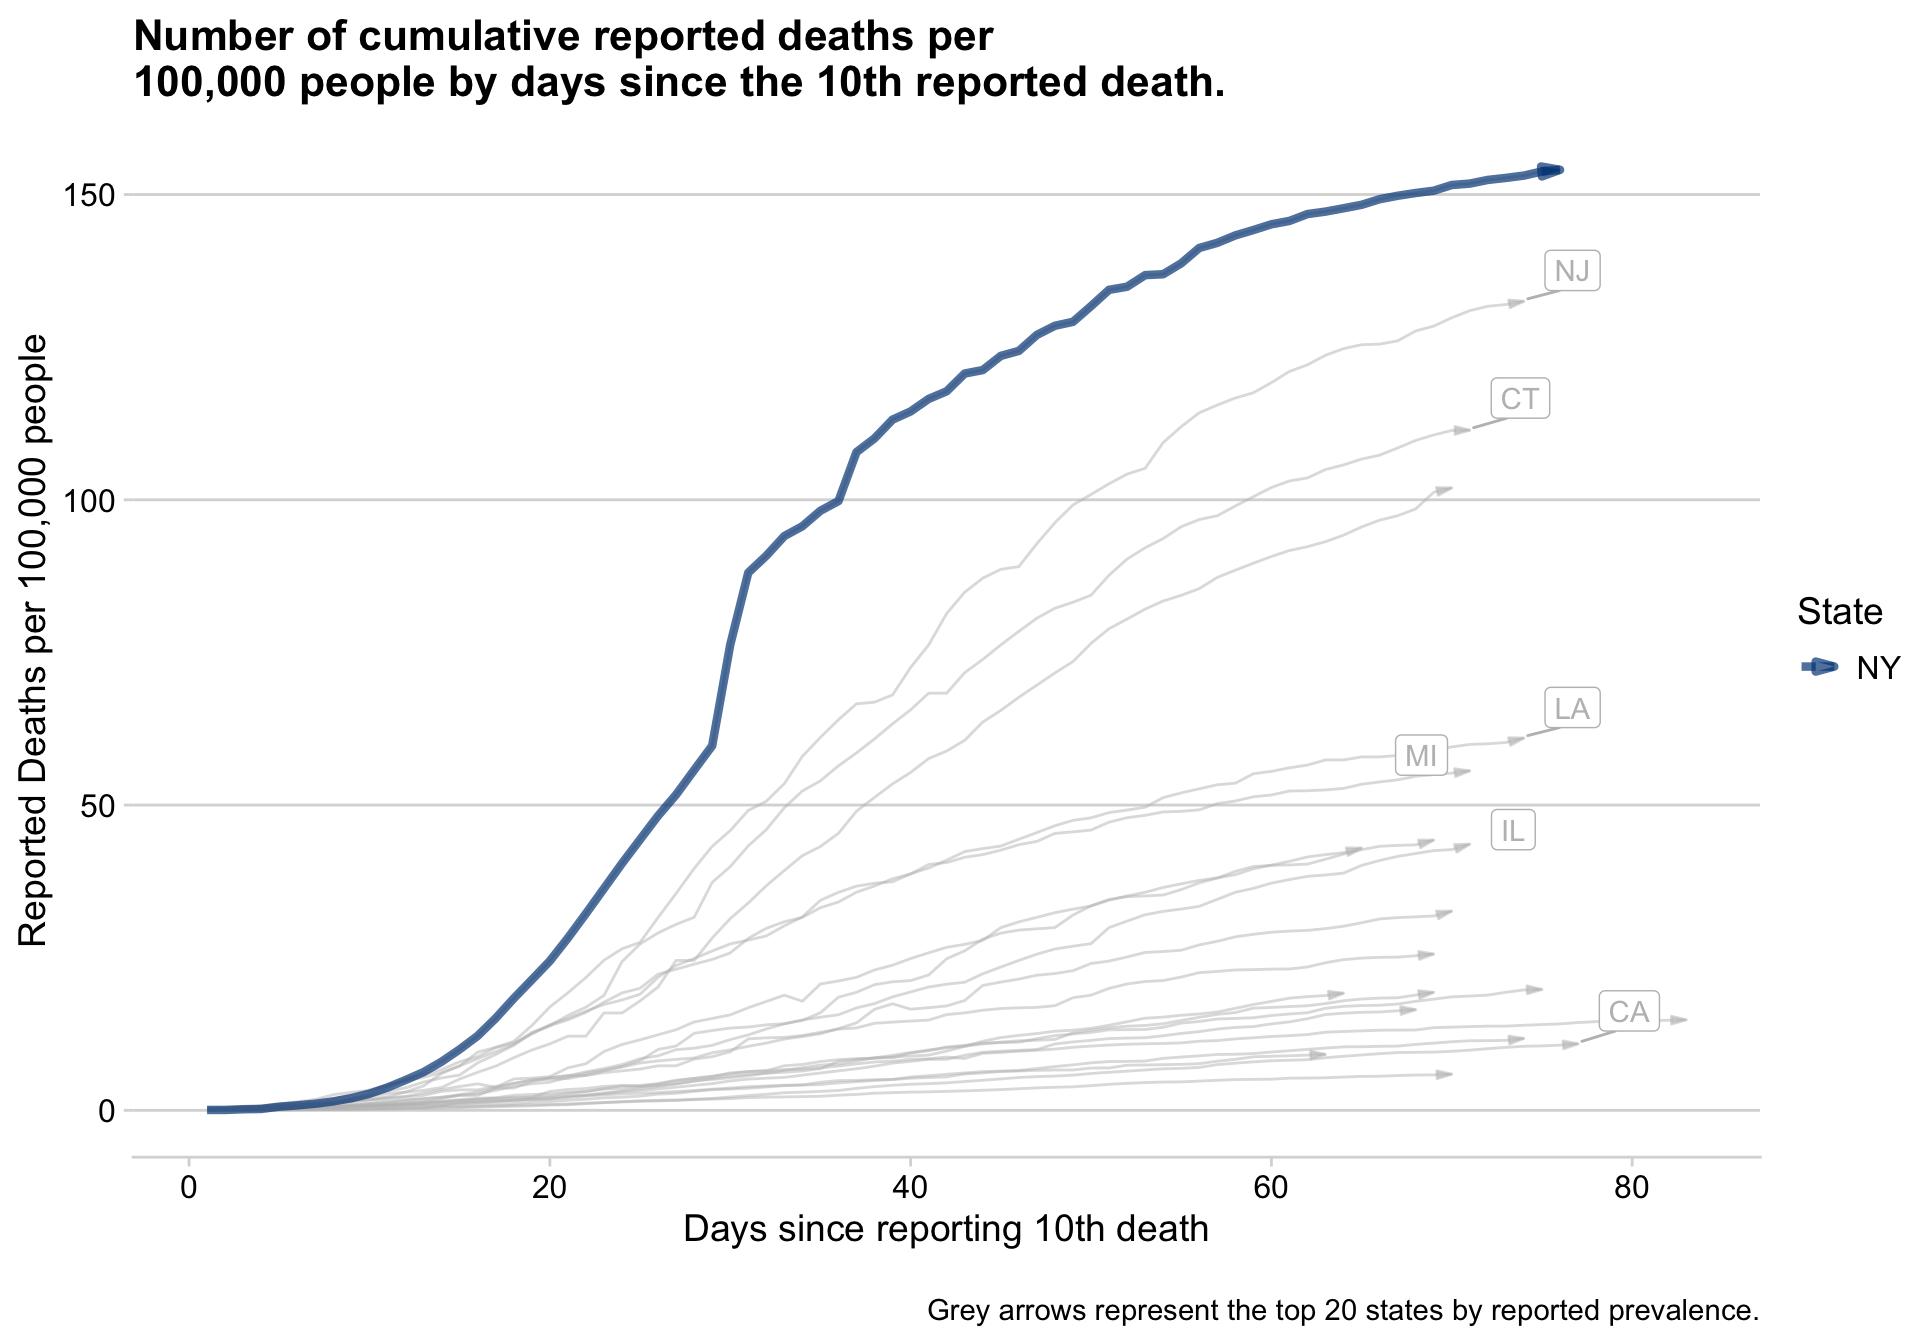 Number of cumulative reported deaths per
100,000 people by days since the 10th reported death.
Reported Deaths per 100,000 people
150
100
50
0
NJ
CT
LA
MI
IL
CA
State
NY
0
20
40
60
80
Days since reporting 10th death
Grey arrows represent the top 20 states by reported prevalence.